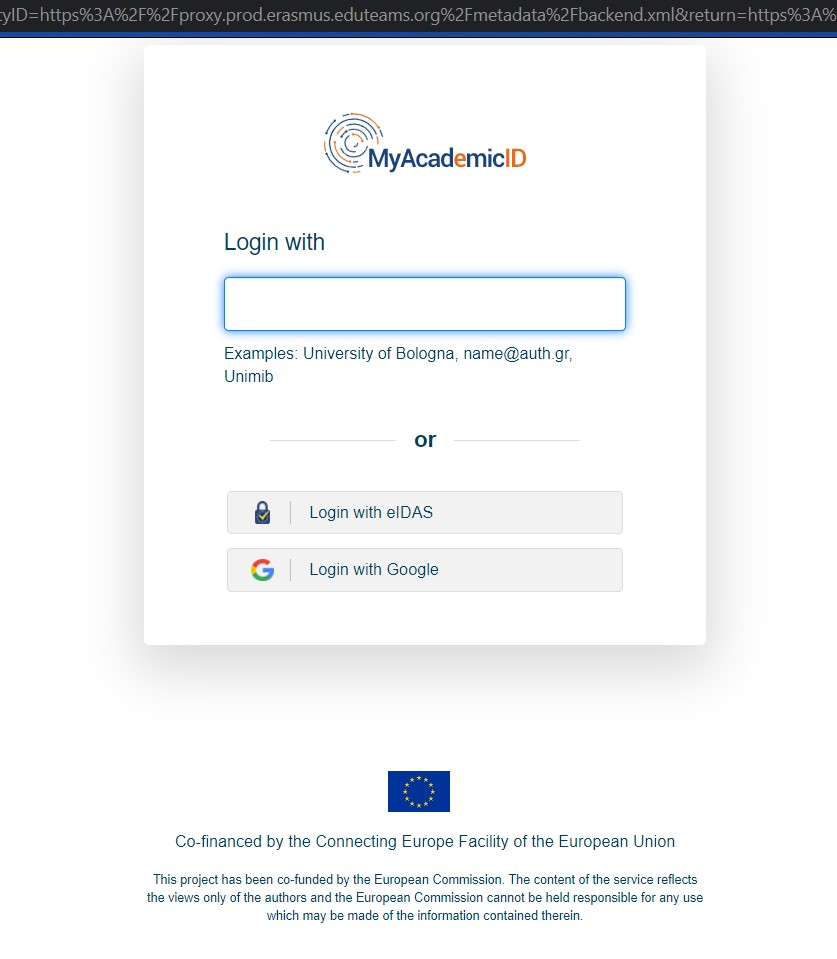 tyID=https%3A%2F%2Fproxy.prod.erasmus.eduteams.org%2Fmetadata%2Fbackend.xml&return=https%3A%
MyAcademicID
Login with
Examples: University of Bologna, name@auth.gr,
Unimib
or
Login with eIDAS
Login with Google
Co-financed by the Connecting Europe Facility of the European Union
This project has been co-funded by the European Commission. The content of the service reflects
the views only of the authors and the European Commission cannot be held responsible for any use
which may be made of the information contained therein.